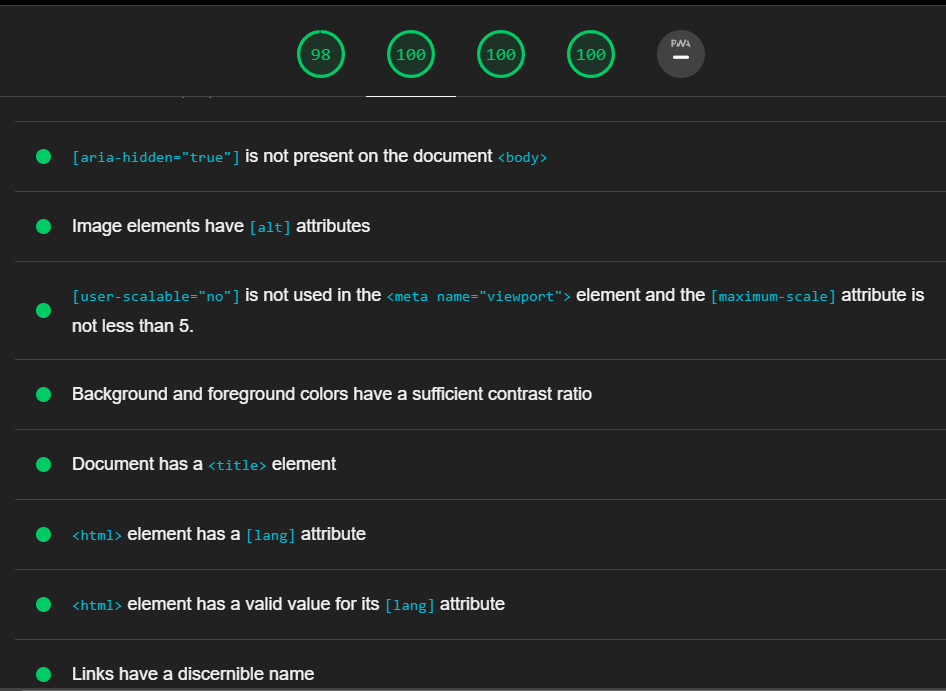 98 100 100 100 PWA
[aria-hidden="true"] is not present on the document <body>
Image elements have [alt] attributes
[user-scalable="no"] is not used in the <meta name="viewport"> element and the [maximum-scale] attribute is
not less than 5.
Background and foreground colors have a sufficient contrast ratio
Document has a <title> element
<html> element has a [lang] attribute
<html> element has a valid value for its [lang] attribute
Links have a discernible name